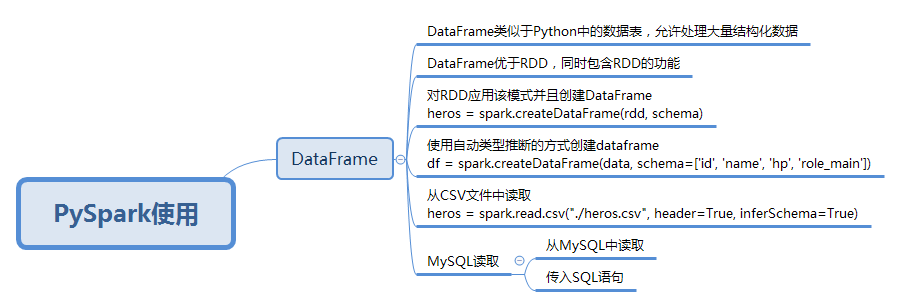 PySpark使用
DataFrame
DataFrame类似于Python中的数据表，允许处理大量结构化数据
DataFrame优于RDD，同时包含RDD的功能
对RDD应用该模式并且创建DataFrame
heros = spark.createDataFrame(rdd, schema)
使用自动类型推断的方式创建dataframe
df = spark.createDataFrame(data, schema=['id', 'name', 'hp', 'role_main'])
从CSV文件中读取
heros = spark.read.csv("./heros.csv", header=True, inferSchema=True)
MySQL读取
从MySQL中读取
传入SQL语句